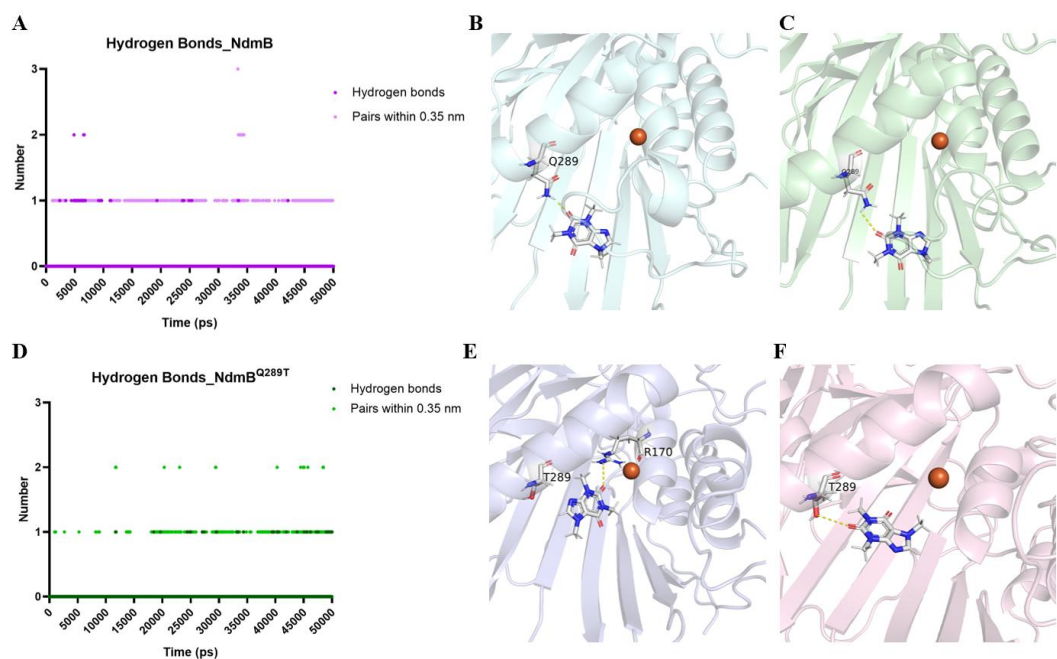 A
Hydrogen Bonds_NdmB
Hydrogen bonds
Pairs within 0.35 nm
Number
3
2
1
0
0
5000
10000
15000
20000
25000
30000
35000
40000
45000
50000
Time (ps)
B
Q289
C
Q289
D
Hydrogen Bonds_NdmB^Q289T
Hydrogen bonds
Pairs within 0.35 nm
Number
3
2
1
0
0
5000
10000
15000
20000
25000
30000
35000
40000
45000
50000
Time (ps)
E
R170
T289
F
T289